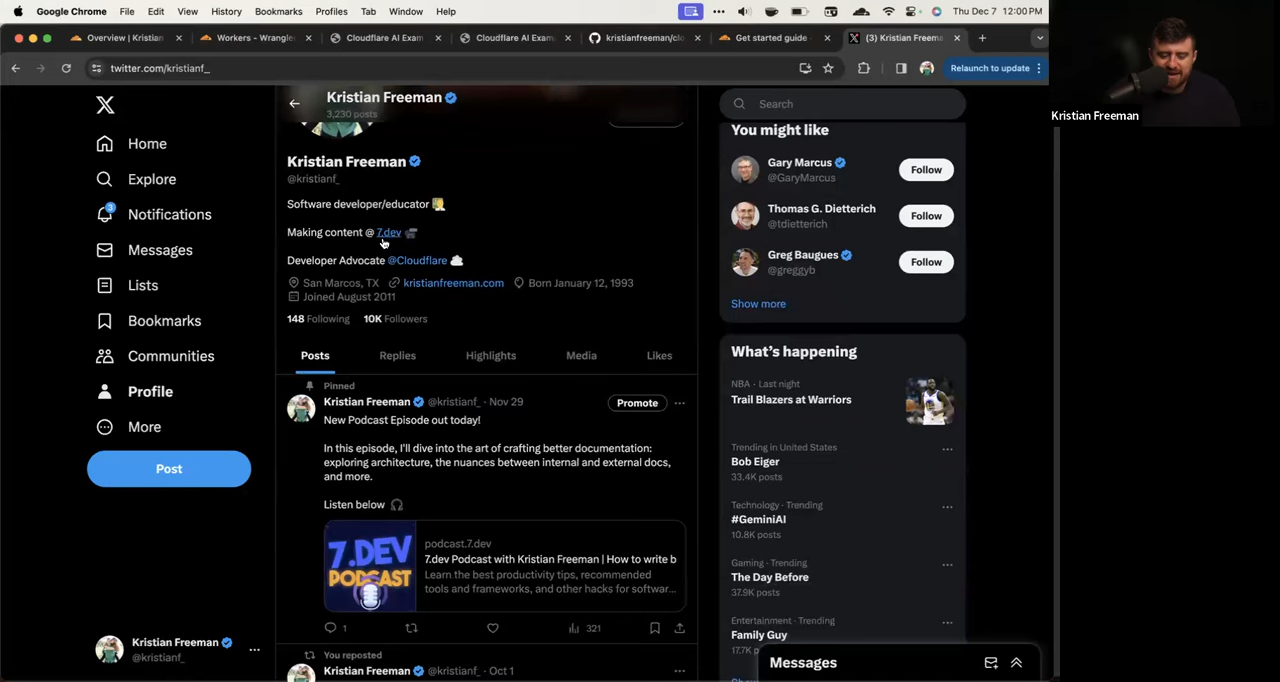 Google Chrome File Edit View History Bookmarks Profiles Tab Window Help Thu Dec 7 12:00 PM
Overview | Kristian
Workers - Wrangle
Cloudflare AI Exam
Cloudflare AI Exam
kristianfreeman/clo
Get started guide
(3) Kristian Freema
twitter.com/kristianf_
Relaunch to update
Kristian Freeman
Home
Explore
3
Notifications
Messages
Lists
Bookmarks
Communities
Profile
More
Post
Kristian Freeman
@kristianf_
Kristian Freeman
3,230 posts
Kristian Freeman
@kristianf_
Software developer/educator
Making content @ 7.dev
Developer Advocate @Cloudflare
San Marcos, TX kristianfreeman.com Born January 12, 1993
Joined August 2011
148 Following 10K Followers
Posts Replies Highlights Media Likes
Pinned
Kristian Freeman @kristianf_ · Nov 29
Promote
New Podcast Episode out today!
In this episode, I'll dive into the art of crafting better documentation:
exploring architecture, the nuances between internal and external docs,
and more.
Listen below
7.DEV
PODCAST
podcast.7.dev
7.dev Podcast with Kristian Freeman | How to write b
Learn the best productivity tips, recommended
tools and frameworks, and other hacks for softwar...
1 321
You reposted
Kristian Freeman @kristianf_ · Oct 1
Search
You might like
Gary Marcus
@GaryMarcus
Follow
Thomas G. Dietterich
@tdietterich
Follow
Greg Baugues
@greggyb
Follow
Show more
What's happening
NBA · Last night
Trail Blazers at Warriors
Trending in United States
Bob Eiger
33.4K posts
Technology · Trending
#GeminiAI
10.8K posts
Gaming · Trending
The Day Before
37.9K posts
Entertainment · Trending
Family Guy
17.7K
Messages